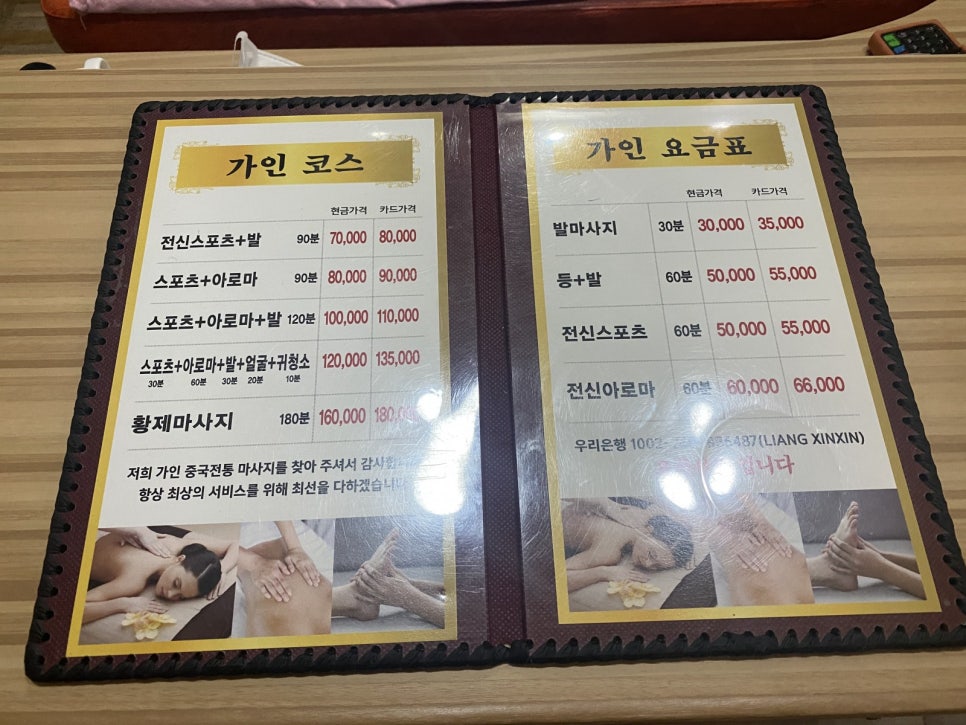 가인 코스
현금가격 카드가격
전신스포츠+발 90분 70,000 80,000
스포츠+아로마 90분 80,000 90,000
스포츠+아로마+발 120분 100,000 110,000
스포츠+아로마+발+얼굴+귀청소 120,000 135,000
30분 60분 30분 20분 10분
황제마사지 180분 160,000
저희 가인 중국전통 마사지를 찾아 주셔서
항상 최상의 서비스를 위해 최선을 다하겠습니다
가인 요금표
현금가격 카드가격
발마사지 30분 30,000 35,000
등+발 60분 50,000 55,000
전신스포츠 60분 50,000 55,000
전신아로마 60분 60,000 66,000
우리은행 (LIANG XINXIN)